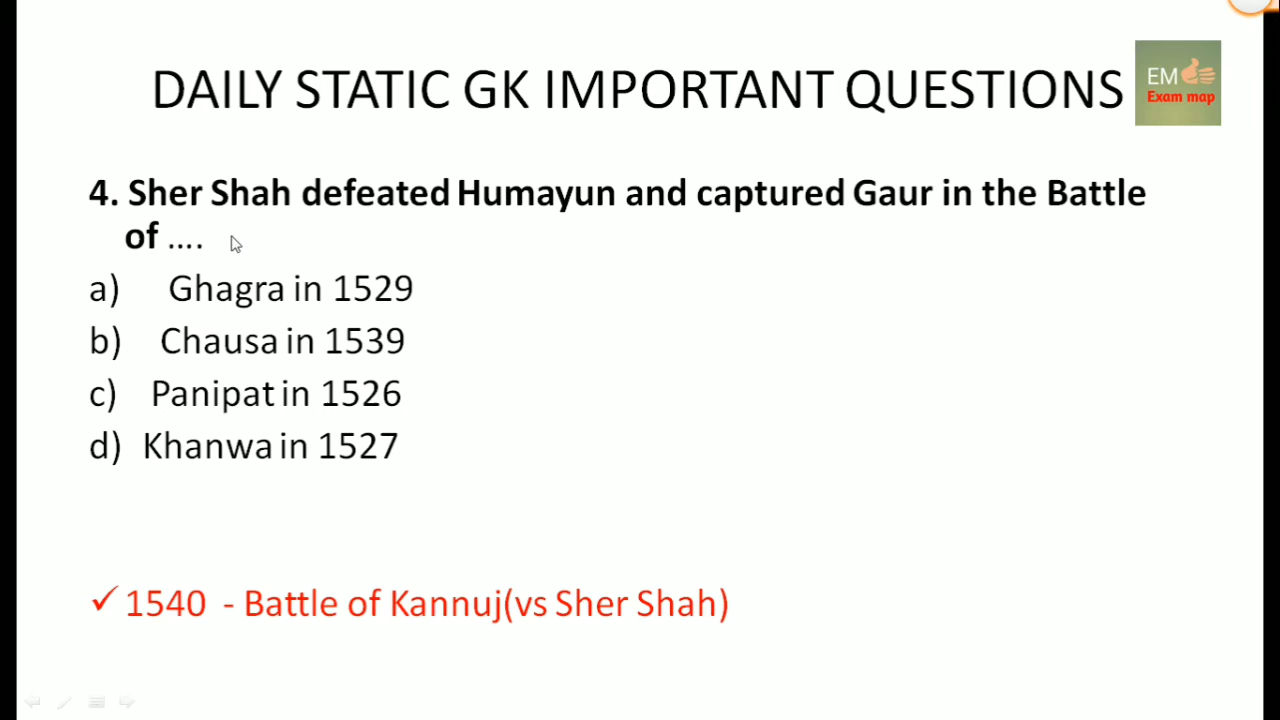 DAILY STATIC GK IMPORTANT QUESTIONS
EM
Exam map
4. Sher Shah defeated Humayun and captured Gaur in the Battle
of ....
a) Ghagra in 1529
b) Chausa in 1539
c) Panipat in 1526
d) Khanwa in 1527
✓ 1540 - Battle of Kannuj(vs Sher Shah)